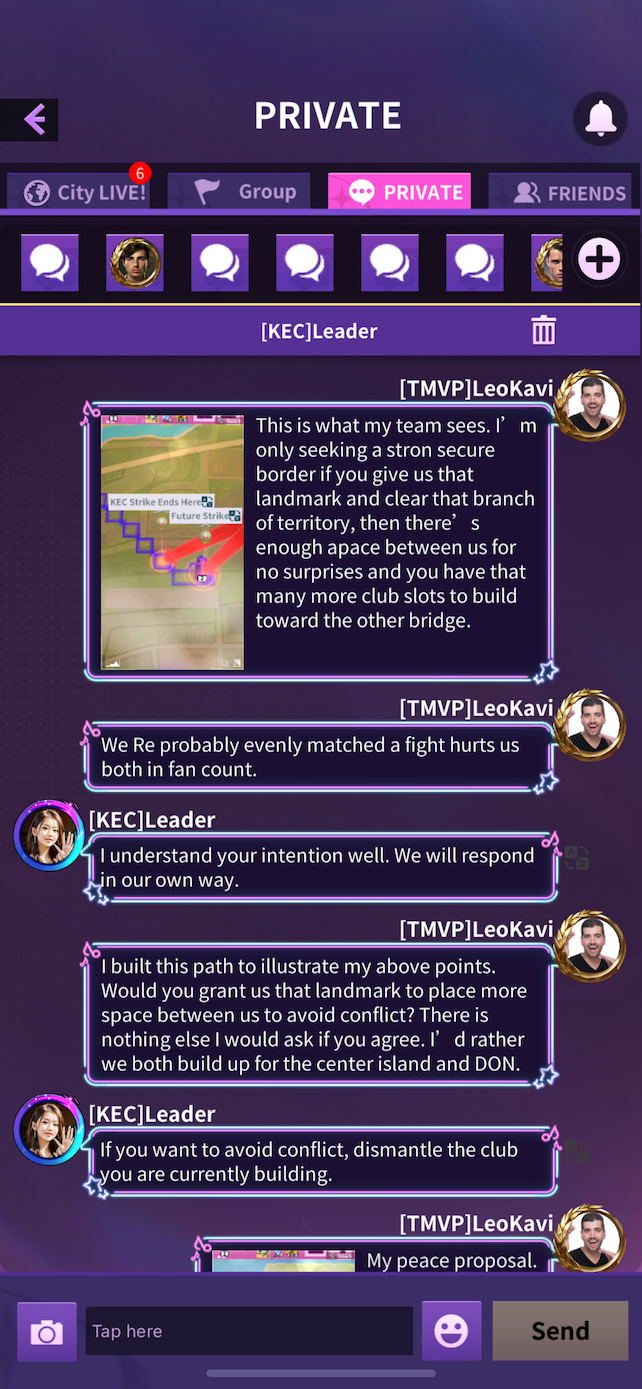 PRIVATE
6
City LIVE!
Group
PRIVATE
FRIENDS
[KEC]Leader
[TMVP]LeoKavi
KEC Strike Ends Here
Future Strike
This is what my team sees. I’m
only seeking a stron secure
border if you give us that
landmark and clear that branch
of territory, then there’s
enough apace between us for
no surprises and you have that
many more club slots to build
toward the other bridge.
[TMVP]LeoKavi
We Re probably evenly matched a fight hurts us
both in fan count.
[KEC]Leader
I understand your intention well. We will respond
in our own way.
[TMVP]LeoKavi
I built this path to illustrate my above points.
Would you grant us that landmark to place more
space between us to avoid conflict? There is
nothing else I would ask if you agree. I’d rather
we both build up for the center island and DON.
[KEC]Leader
If you want to avoid conflict, dismantle the club
you are currently building.
[TMVP]LeoKavi
My peace proposal.
Tap here
Send